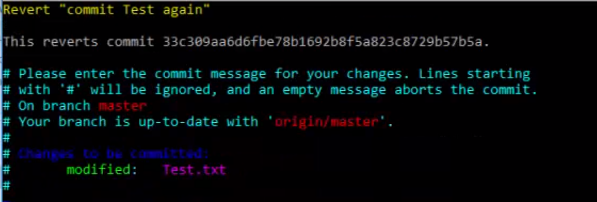 Revert "commit Test again"
This reverts commit 33c309aa6d6fbe78b1692b8f5a823c8729b57b5a.
# Please enter the commit message for your changes. Lines starting
# with '#' will be ignored, and an empty message aborts the commit.
# On branch master
# Your branch is up-to-date with 'origin/master'.
#
# Changes to be committed:
#       modified:   Test.txt
#